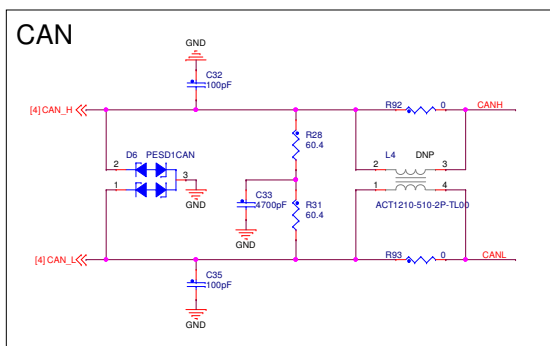 CAN
GND
C32
100pF
[4] CAN_H
R92 0 CANH
R28
60.4
D6 PESD1CAN
L4 DNP
2 3
2 3
1
1 4
C33
4700pF
R31
60.4
GND
GND
ACT1210-510-2P-TL00
[4] CAN_L
R93 0 CANL
C35
100pF
GND